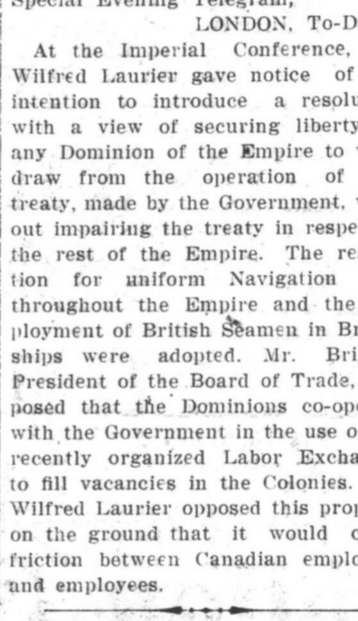 Special Evening Telegram,
LONDON, To-D
At the Imperial Conference,
Wilfred Laurier gave notice of
intention to introduce a resolu
with a view of securing liberty
any Dominion of the Empire to
draw from the operation of
treaty, made by the Government,
out impairing the treaty in respe
the rest of the Empire. The re
tion for uniform Navigation
throughout the Empire and the
ployment of British Seamen in Br
ships were adopted. Mr. Bri
President of the Board of Trade,
posed that the Dominions co-ope
with the Government in the use o
recently organized Labor Excha
to fill vacancies in the Colonies.
Wilfred Laurier opposed this prop
on the ground that it would c
friction between Canadian emplo
and employees.